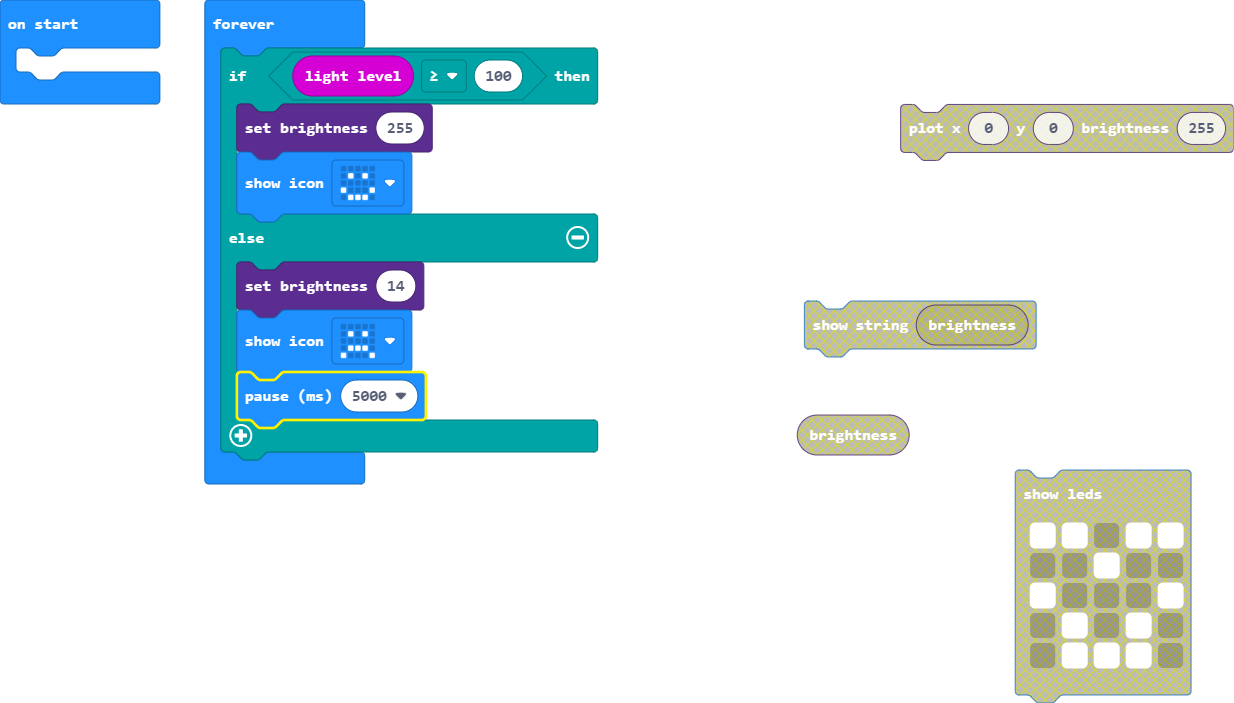 on start
forever
if light level ≥ 100 then
set brightness 255
show icon
else
set brightness 14
show icon
pause (ms) 5000
plot x 0 y 0 brightness 255
show string brightness
brightness
show leds